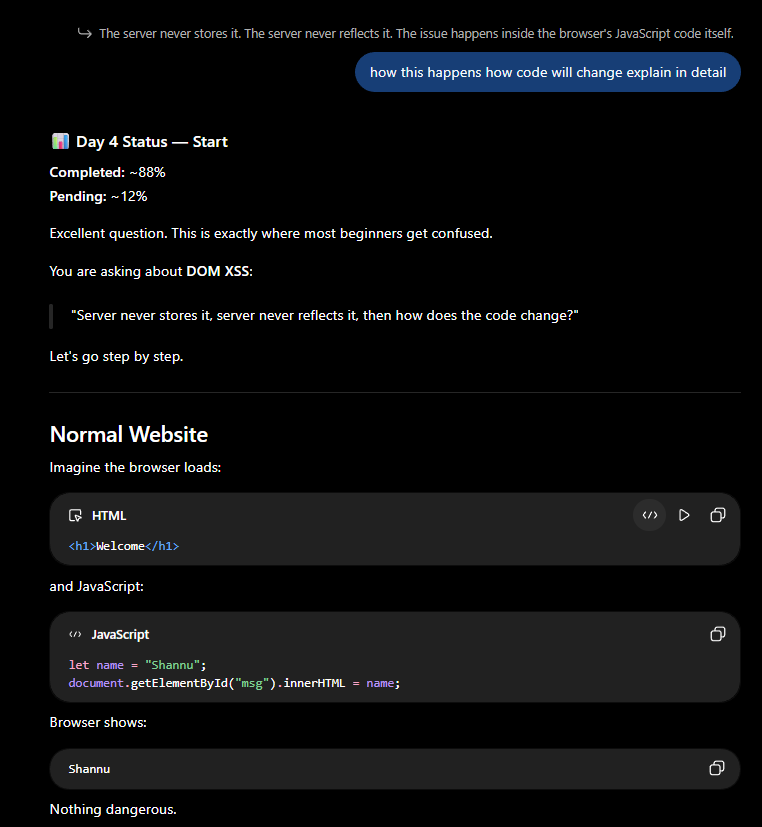 The server never stores it. The server never reflects it. The issue happens inside the browser's JavaScript code itself.
how this happens how code will change explain in detail
📊 Day 4 Status — Start
Completed: ~88%
Pending: ~12%
Excellent question. This is exactly where most beginners get confused.
You are asking about DOM XSS:
"Server never stores it, server never reflects it, then how does the code change?"
Let's go step by step.
Normal Website
Imagine the browser loads:
HTML
<h1>Welcome</h1>
and JavaScript:
JavaScript
let name = "Shannu";
document.getElementById("msg").innerHTML = name;
Browser shows:
Shannu
Nothing dangerous.